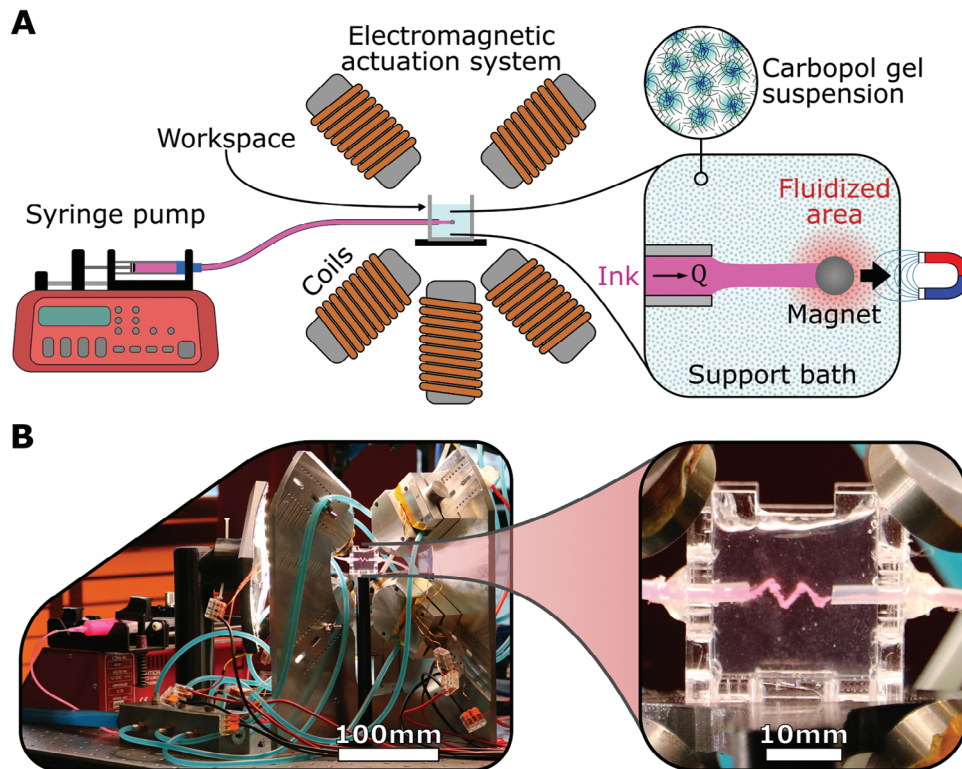 A
Electromagnetic
actuation system
Workspace
Syringe pump
Coils
Carbopol gel
suspension
Fluidized
area
Ink
Q
Magnet
Support bath
B
100mm
10mm